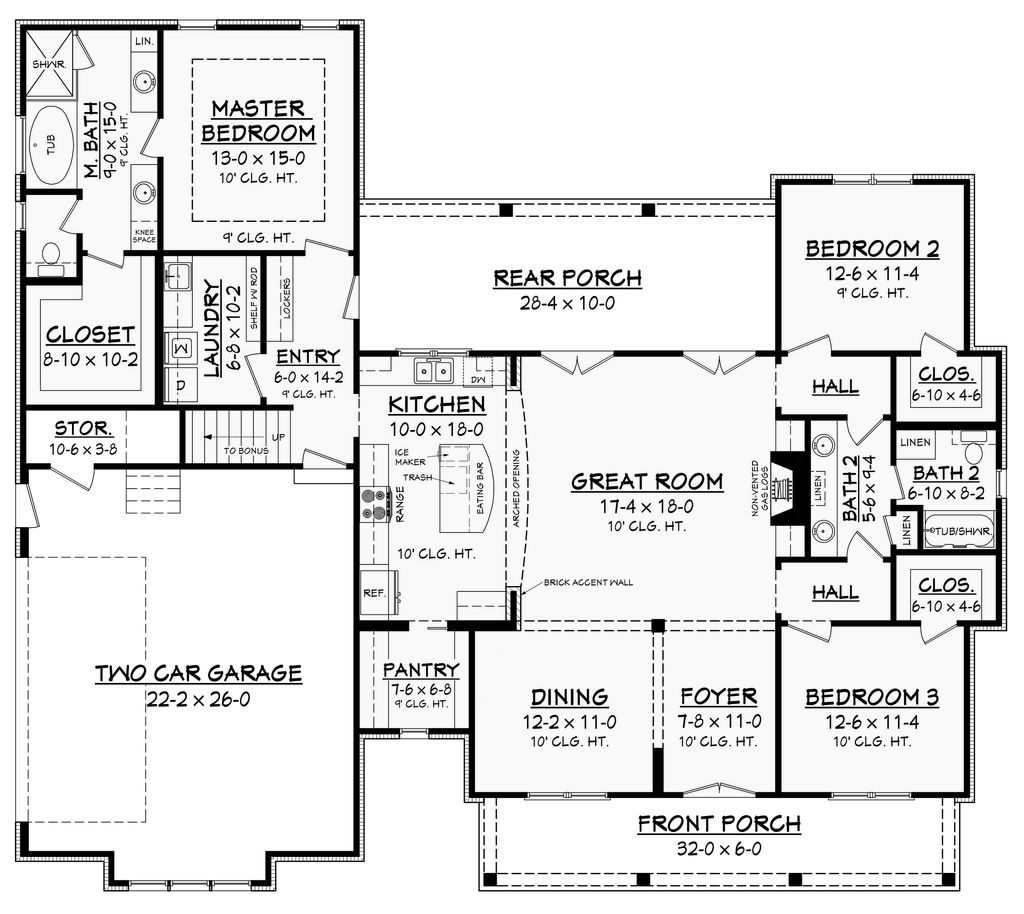 SHWR.
LIN.
TUB
M. BATH
9-0 x 15-0
9' CLG. HT.
KNEE
SPACE
MASTER
BEDROOM
13-0 x 15-0
10' CLG. HT.
9' CLG. HT.
REAR PORCH
28-4 x 10-0
BEDROOM 2
12-6 x 11-4
9' CLG. HT.
CLOSET
8-10 x 10-2
LAUNDRY
6-8 x 10-2
W
D
SHELF W/ ROD
LOCKERS
ENTRY
6-0 x 14-2
9' CLG. HT.
STOR.
10-6 x 3-8
UP
TO BONUS
KITCHEN
10-0 x 18-0
DW
ICE
MAKER
TRASH
EATING BAR
RANGE
10' CLG. HT.
REF.
ARCHED OPENING
BRICK ACCENT WALL
GREAT ROOM
17-4 x 18-0
10' CLG. HT.
NON-VENTED
GAS LOGS
HALL
CLOS.
6-10 x 4-6
LINEN
BATH 2
5-6 x 9-4
LINEN
BATH 2
6-10 x 8-2
LINEN
TUB/SHWR.
HALL
CLOS.
6-10 x 4-6
TWO CAR GARAGE
22-2 x 26-0
PANTRY
7-6 x 6-8
9' CLG. HT.
DINING
12-2 x 11-0
10' CLG. HT.
FOYER
7-8 x 11-0
10' CLG. HT.
BEDROOM 3
12-6 x 11-4
10' CLG. HT.
FRONT PORCH
32-0 x 6-0